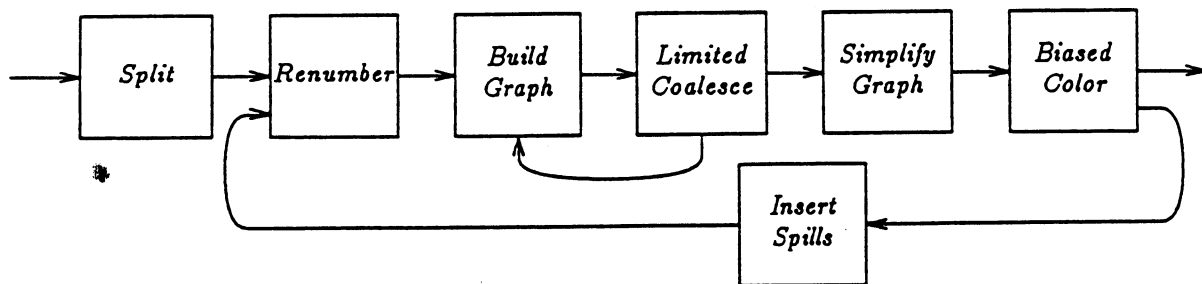 Split
Renumber
Build
Graph
Limited
Coalesce
Simplify
Graph
Biased
Color
Insert
Spills